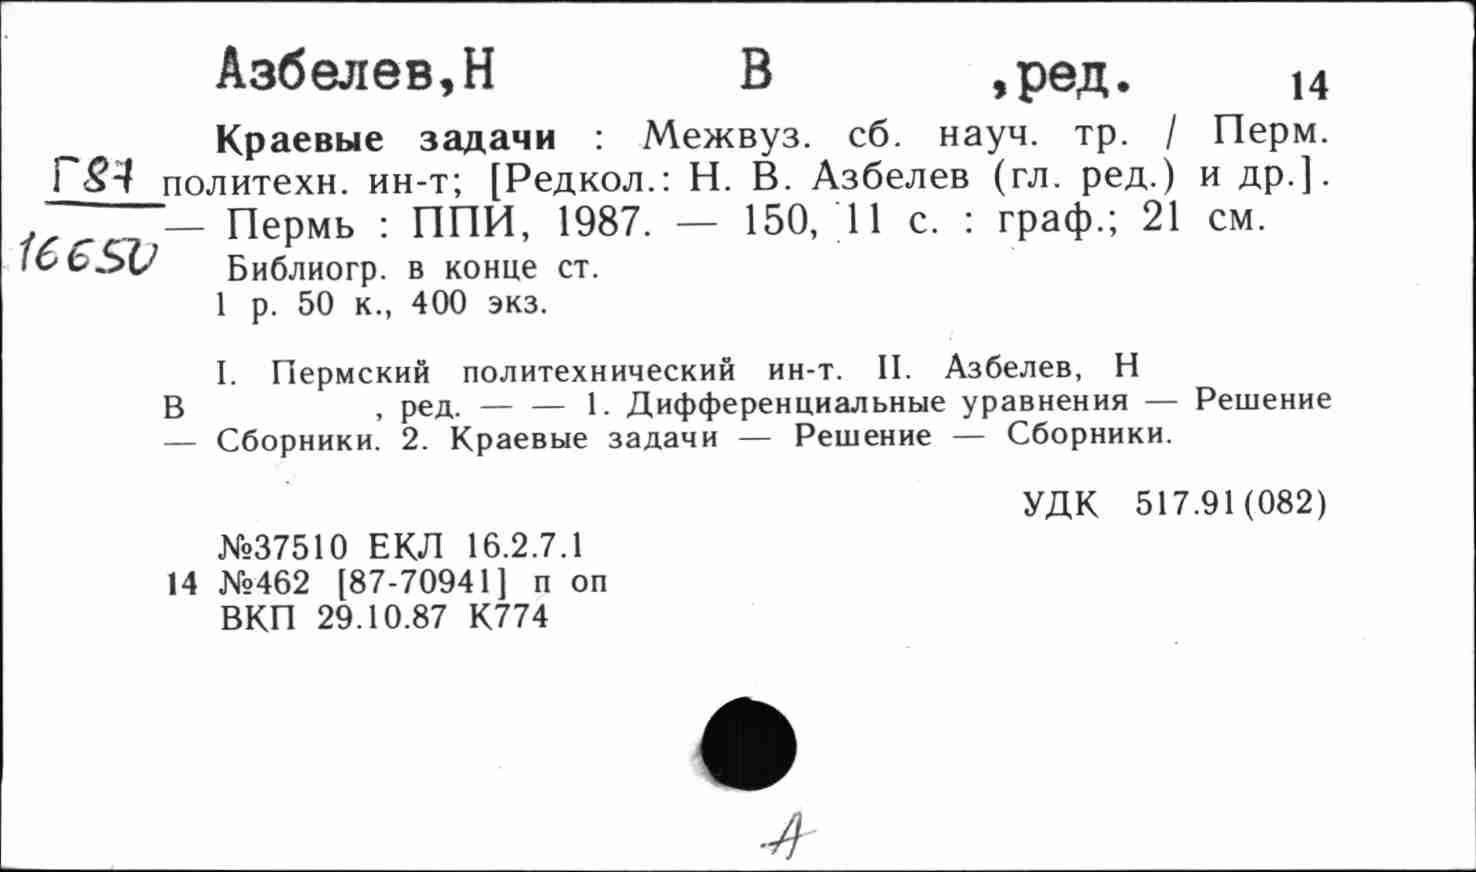 Азбелев,Н В ,ред. 14
Краевые задачи : Межвуз. сб. науч. тр. / Перм.
Г87 политехн. ин-т; [Редкол.: Н. В. Азбелев (гл. ред.) и др.].
— Пермь : ППИ, 1987. — 150, 11 с. : граф.; 21 см.
16650 Библиогр. в конце ст.
1 р. 50 к., 400 экз.
I. Пермский политехнический ин-т. II. Азбелев, Н
В , ред. — — 1. Дифференциальные уравнения — Решение
— Сборники. 2. Краевые задачи — Решение — Сборники.
УДК 517.91(082)
№37510 ЕКЛ 16.2.7.1
14 №462 [87-70941] п оп
ВКП 29.10.87 К774
А